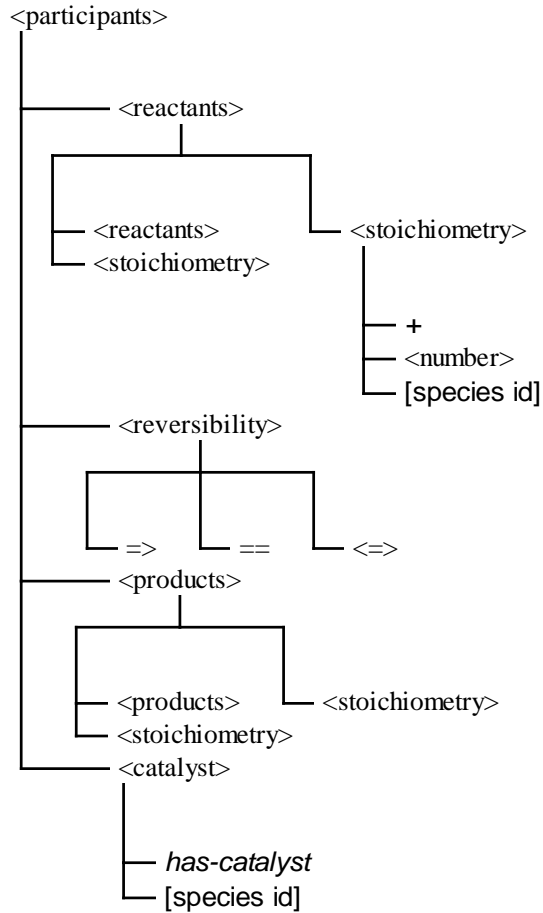 <participants>
<reactants>
<reactants> <stoichiometry>
<stoichiometry>
+
<number>
[species id]
<reversibility>
=> == <=>
<products>
<products> <stoichiometry>
<stoichiometry>
<catalyst>
has-catalyst
[species id]